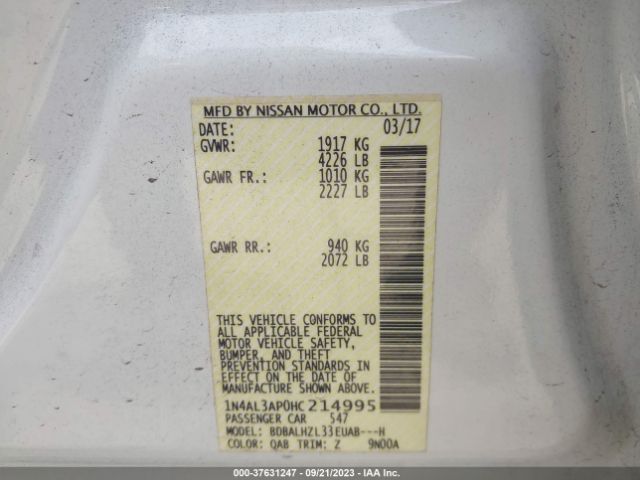 MFD BY NISSAN MOTOR CO., LTD.
DATE: 03/17
GVWR: 1917 KG
4226 LB
GAWR FR.: 1010 KG
2227 LB
GAWR RR.: 940 KG
2072 LB
THIS VEHICLE CONFORMS TO
ALL APPLICABLE FEDERAL
MOTOR VEHICLE SAFETY,
BUMPER, AND THEFT
PREVENTION STANDARDS IN
EFFECT ON THE DATE OF
MANUFACTURE SHOWN ABOVE.
1N4AL3AP0HC214995
PASSENGER CAR 547
MODEL: BDBALHZL33EUAB---H
COLOR: QAB TRIM: Z 9N00A
000-37631247 - 09/21/2023 - IAA Inc.